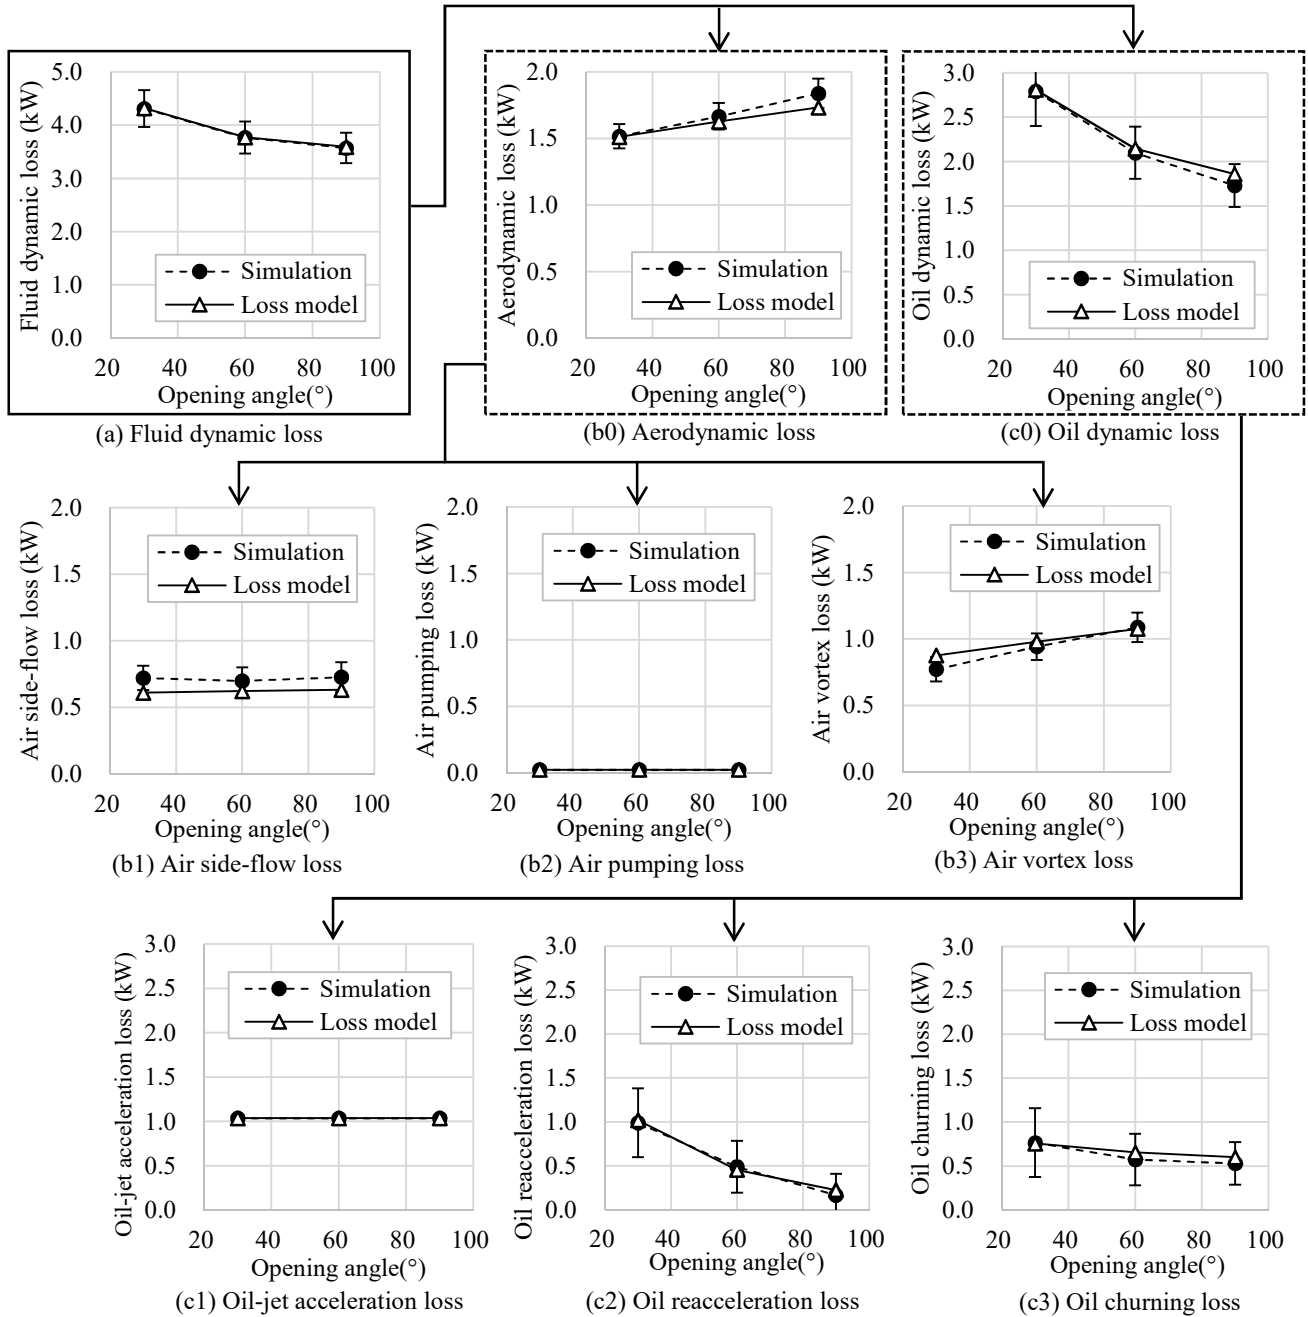 Fluid dynamic loss (kW)
5.0
4.0
3.0
2.0
1.0
0.0
Simulation
Loss model
20 40 60 80 100
Opening angle(°)
(a) Fluid dynamic loss
Aerodynamic loss (kW)
2.0
1.5
1.0
0.5
0.0
Simulation
Loss model
20 40 60 80 100
Opening angle(°)
(b0) Aerodynamic loss
Oil dynamic loss (kW)
3.0
2.5
2.0
1.5
1.0
0.5
0.0
Simulation
Loss model
20 40 60 80 100
Opening angle(°)
(c0) Oil dynamic loss
Air side-flow loss (kW)
2.0
1.5
1.0
0.5
0.0
Simulation
Loss model
20 40 60 80 100
Opening angle(°)
(b1) Air side-flow loss
Air pumping loss (kW)
2.0
1.5
1.0
0.5
0.0
Simulation
Loss model
20 40 60 80 100
Opening angle(°)
(b2) Air pumping loss
Air vortex loss (kW)
2.0
1.5
1.0
0.5
0.0
Simulation
Loss model
20 40 60 80 100
Opening angle(°)
(b3) Air vortex loss
Oil-jet acceleration loss (kW)
3.0
2.5
2.0
1.5
1.0
0.5
0.0
Simulation
Loss model
20 40 60 80 100
Opening angle(°)
(c1) Oil-jet acceleration loss
Oil reacceleration loss (kW)
3.0
2.5
2.0
1.5
1.0
0.5
0.0
Simulation
Loss model
20 40 60 80 100
Opening angle(°)
(c2) Oil reacceleration loss
Oil churning loss (kW)
3.0
2.5
2.0
1.5
1.0
0.5
0.0
Simulation
Loss model
20 40 60 80 100
Opening angle(°)
(c3) Oil churning loss